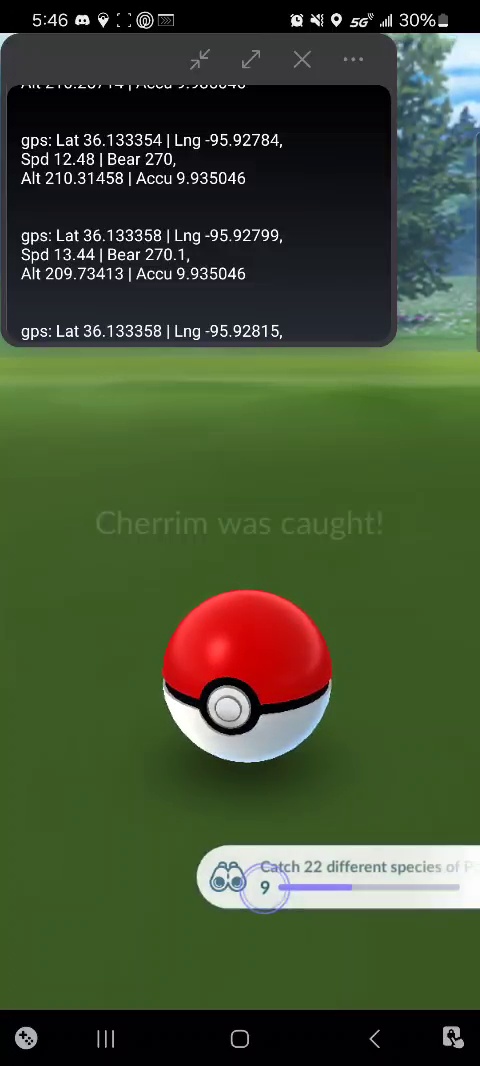 5:46
5G
30%
gps: Lat 36.133354 | Lng -95.92784,
Spd 12.48 | Bear 270,
Alt 210.31458 | Accu 9.935046
gps: Lat 36.133358 | Lng -95.92799,
Spd 13.44 | Bear 270.1,
Alt 209.73413 | Accu 9.935046
gps: Lat 36.133358 | Lng -95.92815,
Cherrim was caught!
Catch 22 different species of
9